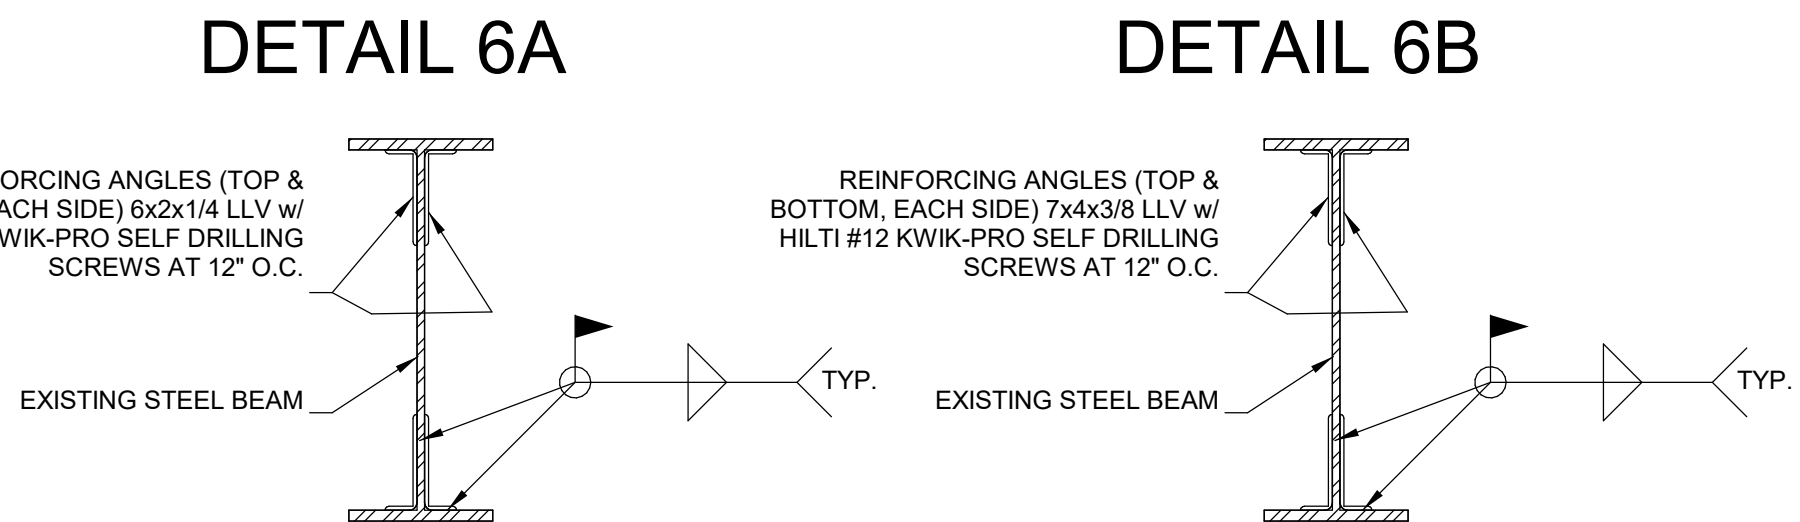 DETAIL 6A
ORCING ANGLES (TOP &
ACH SIDE) 6x2x1/4 LLV w/
WIK-PRO SELF DRILLING
SCREWS AT 12" O.C.
EXISTING STEEL BEAM
TYP.
DETAIL 6B
REINFORCING ANGLES (TOP &
BOTTOM, EACH SIDE) 7x4x3/8 LLV w/
HILTI #12 KWIK-PRO SELF DRILLING
SCREWS AT 12" O.C.
EXISTING STEEL BEAM
TYP.